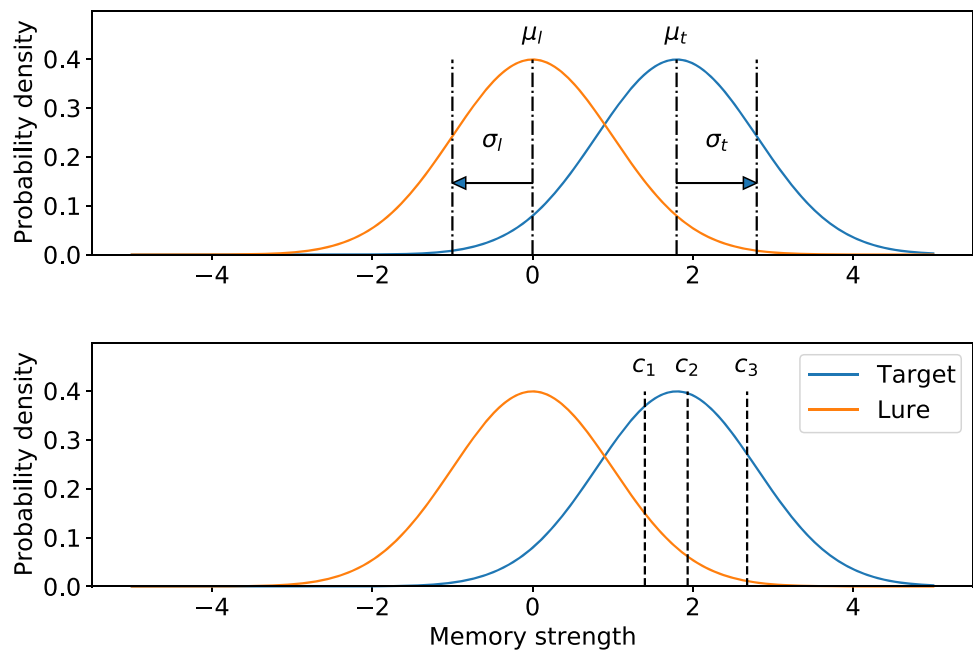 μ_l μ_t
0.4
0.3
σ_l σ_t
0.2
0.1
0.0
Probability density
−4 −2 0 2 4
c_1 c_2 c_3
Target
Lure
0.4
0.3
0.2
0.1
0.0
Probability density
−4 −2 0 2 4
Memory strength